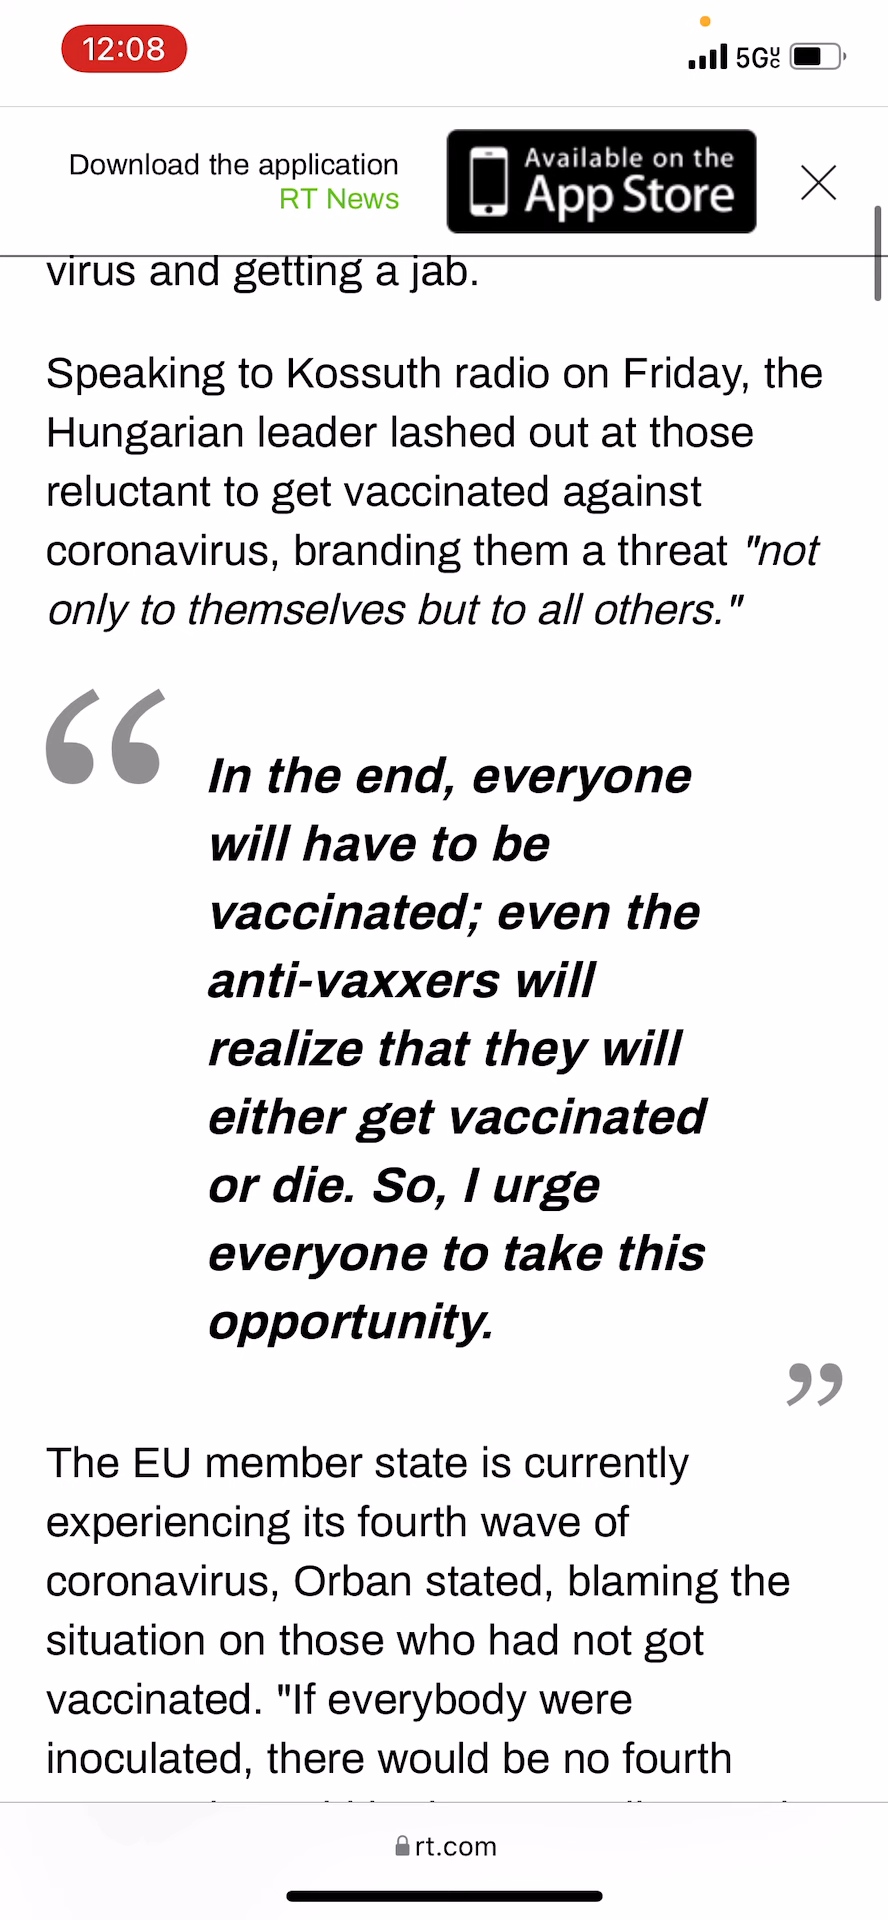 12:08
5G UC
Download the application
RT News
Available on the
App Store
virus and getting a jab.
Speaking to Kossuth radio on Friday, the
Hungarian leader lashed out at those
reluctant to get vaccinated against
coronavirus, branding them a threat "not
only to themselves but to all others."
“
In the end, everyone
will have to be
vaccinated; even the
anti-vaxxers will
realize that they will
either get vaccinated
or die. So, I urge
everyone to take this
opportunity.
”
The EU member state is currently
experiencing its fourth wave of
coronavirus, Orban stated, blaming the
situation on those who had not got
vaccinated. "If everybody were
inoculated, there would be no fourth
rt.com